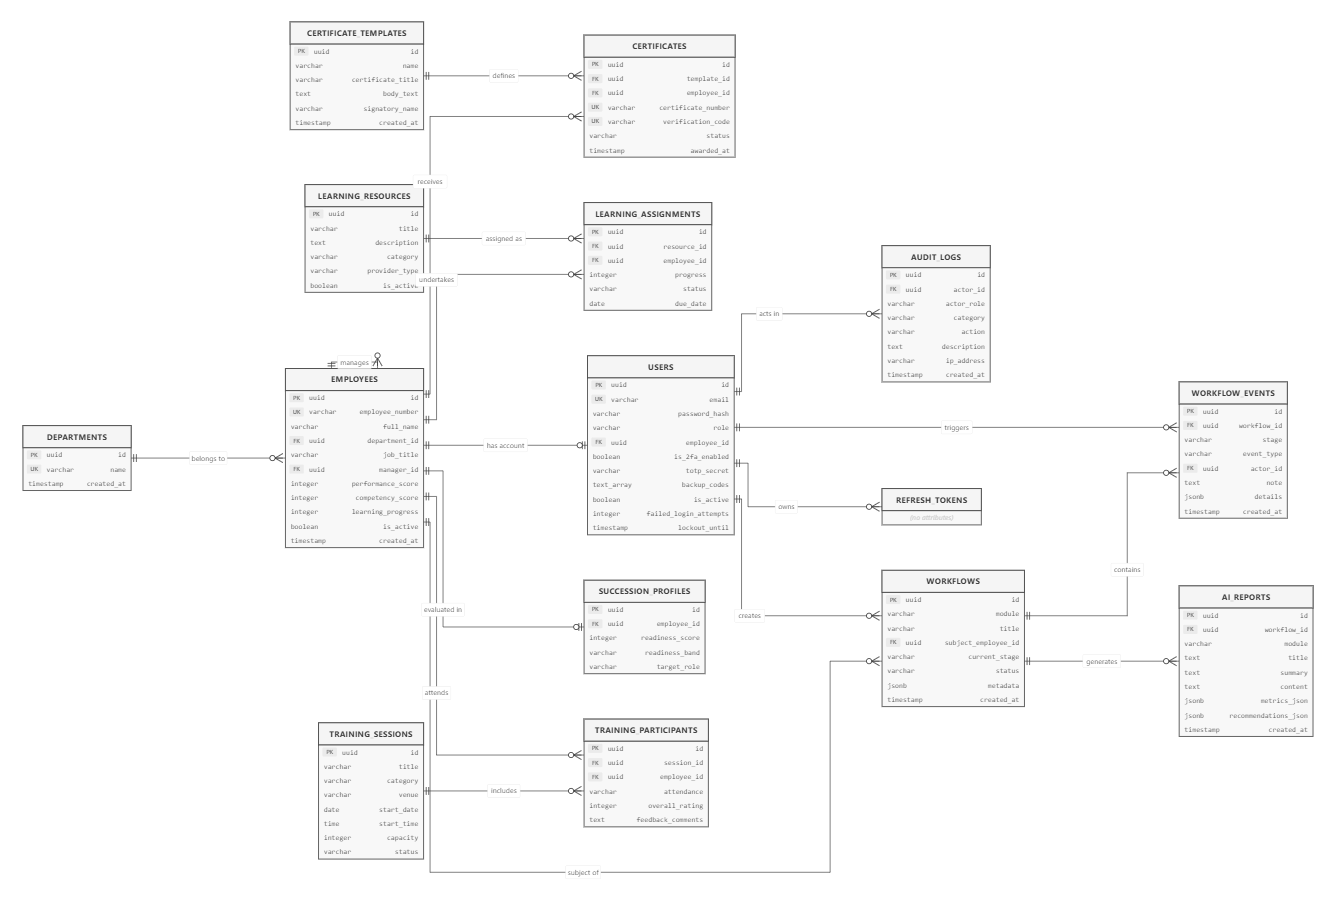 CERTIFICATE_TEMPLATES
PK uuid id
varchar name
varchar certificate_title
text body_text
varchar signatory_name
timestamp created_at
defines
CERTIFICATES
PK uuid id
FK uuid template_id
FK uuid employee_id
UK varchar certificate_number
UK varchar verification_code
varchar status
timestamp awarded_at
receives
LEARNING_RESOURCES
PK uuid id
varchar title
text description
varchar category
varchar provider_type
boolean is_active
assigned as
undertakes
LEARNING_ASSIGNMENTS
PK uuid id
FK uuid resource_id
FK uuid employee_id
integer progress
varchar status
date due_date
AUDIT_LOGS
PK uuid id
FK uuid actor_id
varchar actor_role
varchar category
varchar action
text description
varchar ip_address
timestamp created_at
acts in
manages
EMPLOYEES
PK uuid id
UK varchar employee_number
varchar full_name
FK uuid department_id
varchar job_title
FK uuid manager_id
integer performance_score
integer competency_score
integer learning_progress
boolean is_active
timestamp created_at
USERS
PK uuid id
UK varchar email
varchar password_hash
varchar role
FK uuid employee_id
boolean is_2fa_enabled
varchar totp_secret
text_array backup_codes
boolean is_active
integer failed_login_attempts
timestamp lockout_until
DEPARTMENTS
PK uuid id
UK varchar name
timestamp created_at
belongs to
has account
triggers
WORKFLOW_EVENTS
PK uuid id
FK uuid workflow_id
varchar stage
varchar event_type
FK uuid actor_id
text note
jsonb details
timestamp created_at
owns
REFRESH_TOKENS
(no attributes)
contains
SUCCESSION_PROFILES
PK uuid id
FK uuid employee_id
integer readiness_score
varchar readiness_band
varchar target_role
evaluated in
creates
WORKFLOWS
PK uuid id
varchar module
varchar title
FK uuid subject_employee_id
varchar current_stage
varchar status
jsonb metadata
timestamp created_at
generates
AI_REPORTS
PK uuid id
FK uuid workflow_id
varchar module
text title
text summary
text content
jsonb metrics_json
jsonb recommendations_json
timestamp created_at
attends
TRAINING_SESSIONS
PK uuid id
varchar title
varchar category
varchar venue
date start_date
time start_time
integer capacity
varchar status
includes
TRAINING_PARTICIPANTS
PK uuid id
FK uuid session_id
FK uuid employee_id
varchar attendance
integer overall_rating
text feedback_comments
subject of